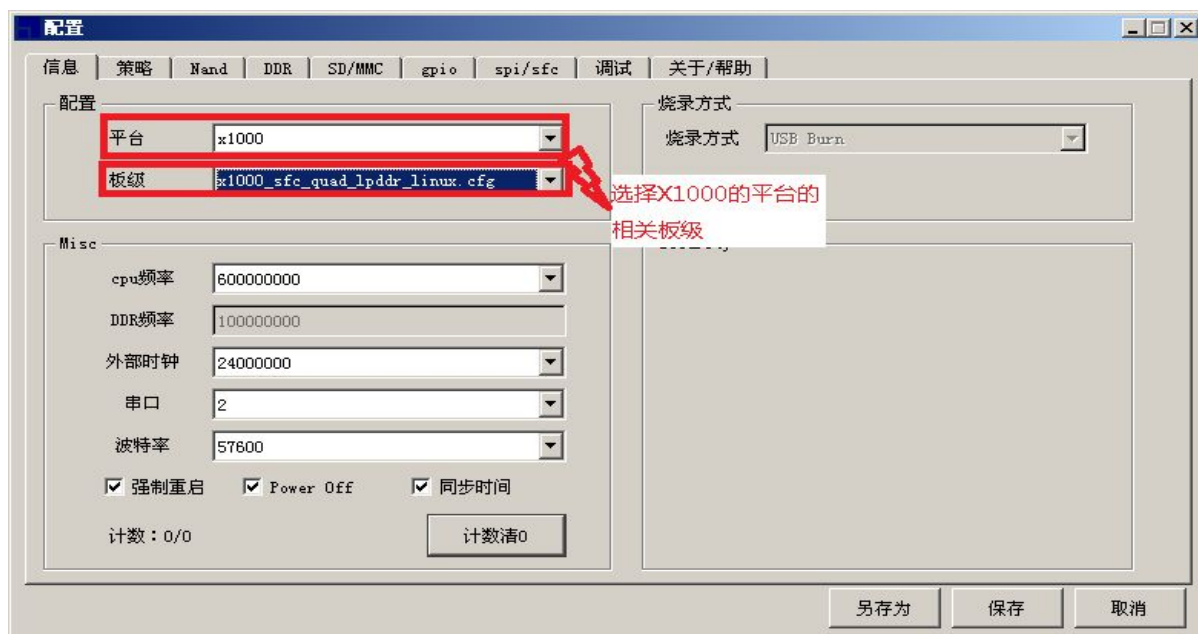 配置
信息 策略 Nand DDR SD/MMC gpio spi/sfc 调试 关于/帮助
配置
平台 x1000
板级 x1000_sfc_quad_lpddr_linux.cfg
烧录方式
烧录方式 USB Burn
选择X1000的平台的
相关板级
Misc
cpu频率 600000000
DDR频率 100000000
外部时钟 24000000
串口 2
波特率 57600
强制重启 Power Off 同步时间
计数：0/0 计数清0
另存为 保存 取消